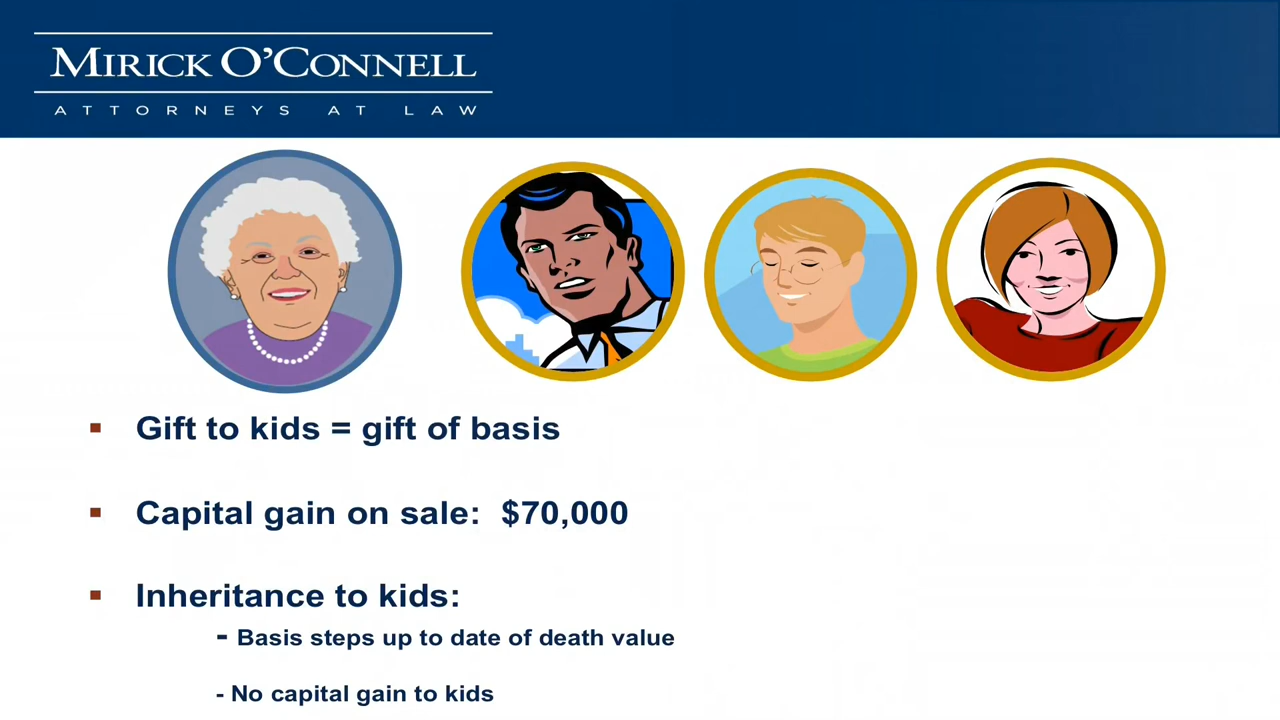 MIRICK O'CONNELL
ATTORNEYS AT LAW
▪ Gift to kids = gift of basis
▪ Capital gain on sale: $70,000
▪ Inheritance to kids:
- Basis steps up to date of death value
- No capital gain to kids